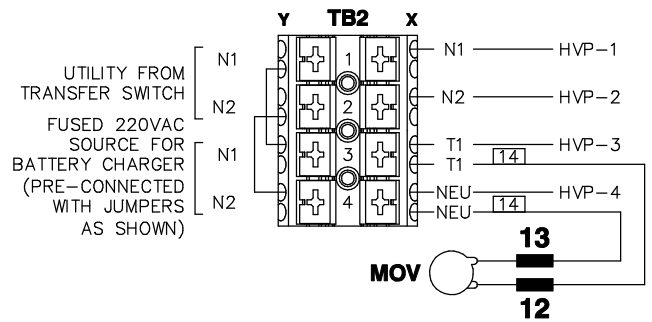 Y TB2 X
UTILITY FROM
TRANSFER SWITCH
N1
N2
FUSED 220VAC
SOURCE FOR
BATTERY CHARGER
(PRE-CONNECTED
WITH JUMPERS
AS SHOWN)
N1
N2
1
2
3
4
N1 HVP-1
N2 HVP-2
T1 HVP-3
T1 14
NEU HVP-4
NEU 14
13
MOV
12